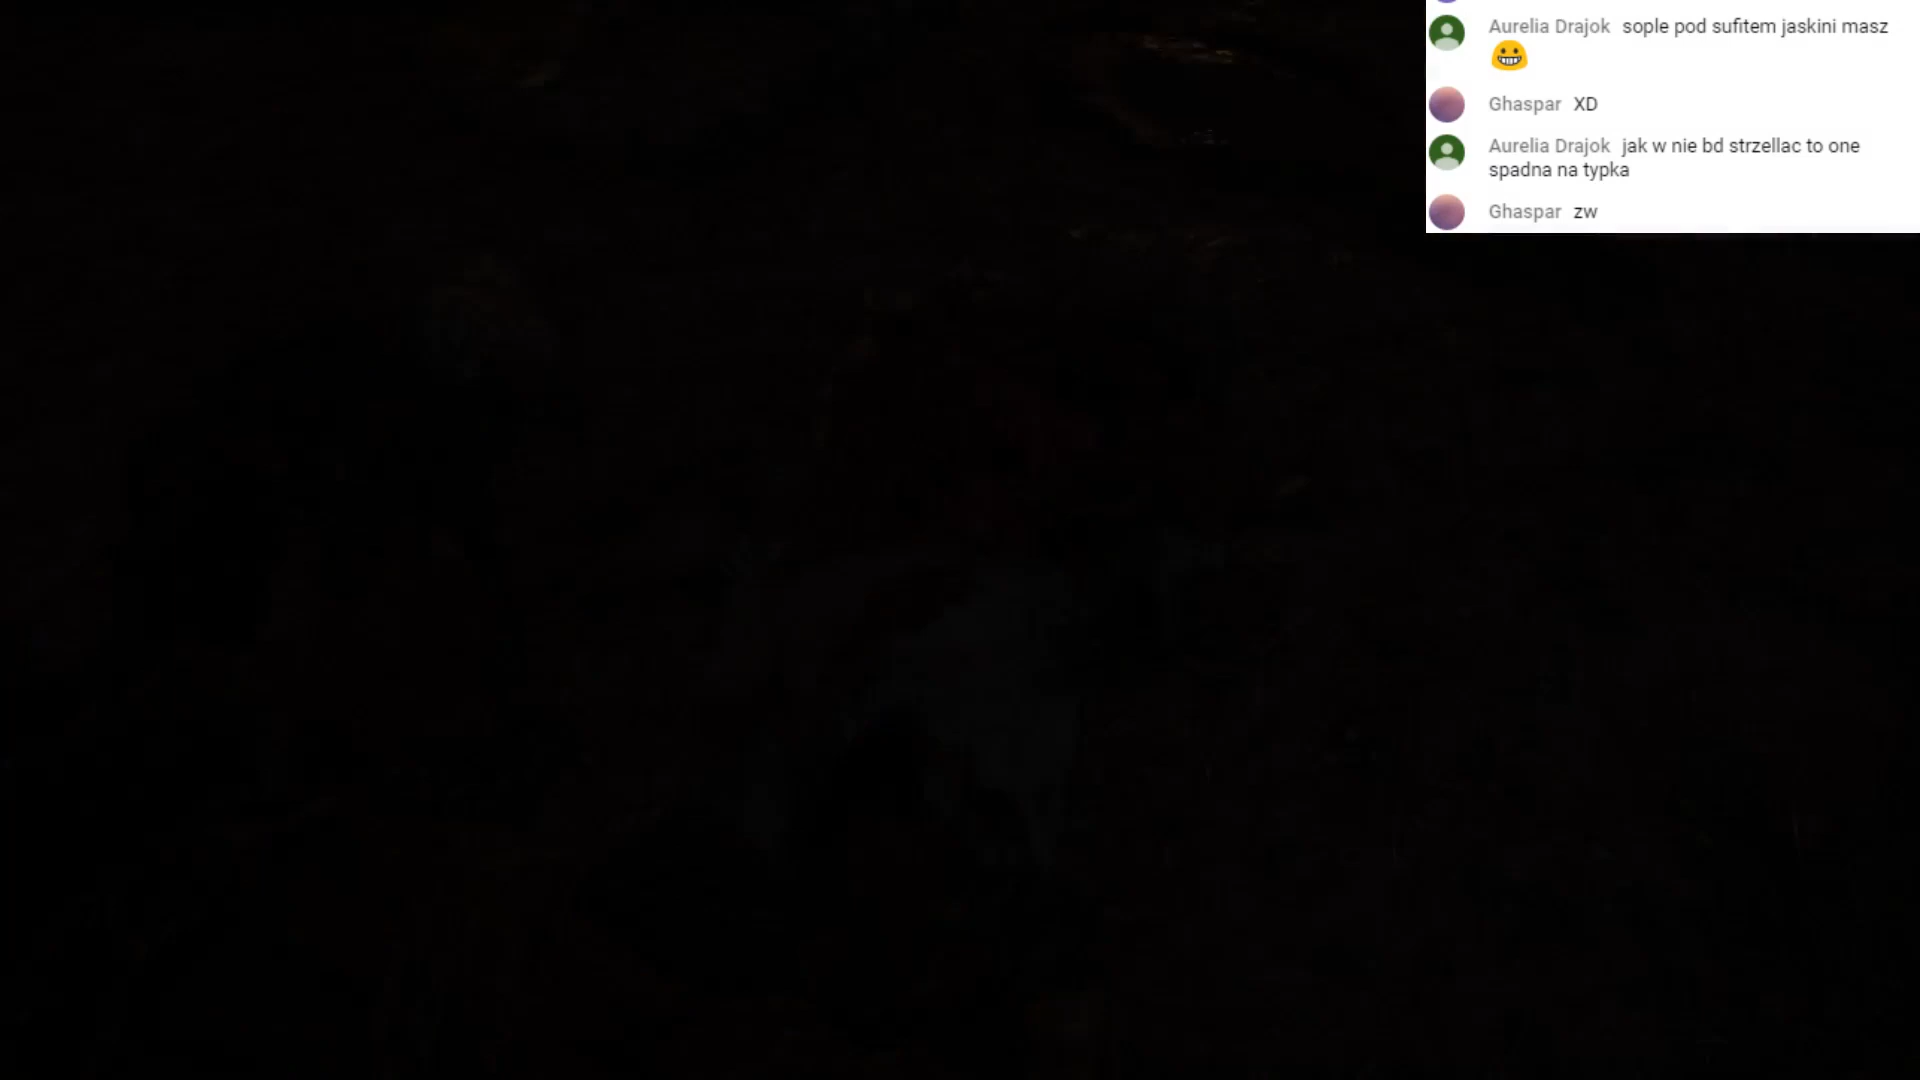 Aurelia Drajok sople pod sufitem jaskini masz
😀
Ghaspar XD
Aurelia Drajok jak w nie bd strzellac to one
spadna na typka
Ghaspar zw